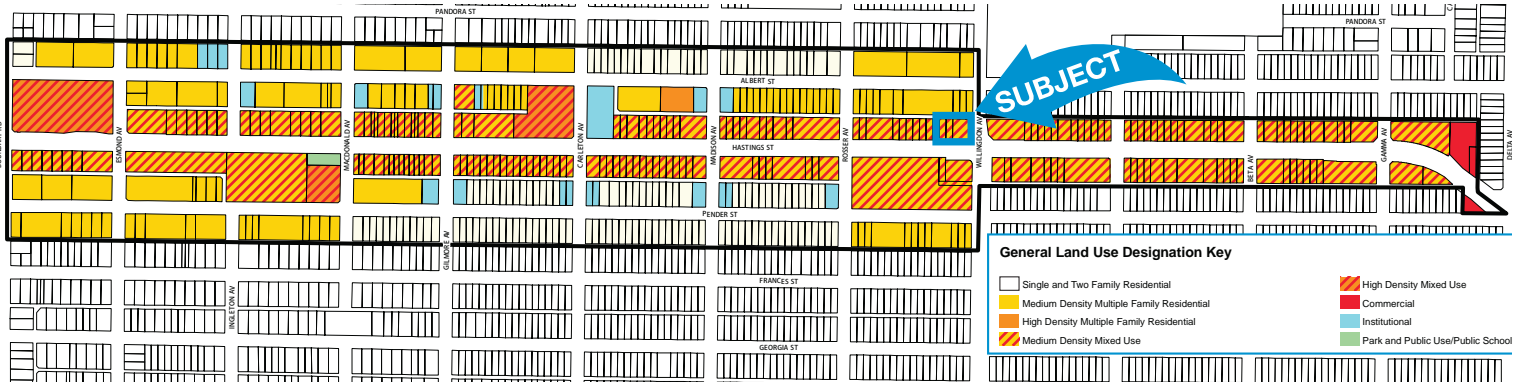 PANDORA ST
PANDORA ST
ALBERT ST
SUBJECT
ESMOND AV
MACDONALD AV
CARLETON AV
MADISON AV
ROSSER AV
WILLINGDON AV
HASTINGS ST
BETA AV
GAMMA AV
DELTA AV
PENDER ST
GILMORE AV
INGLETON AV
FRANCES ST
GEORGIA ST
General Land Use Designation Key
Single and Two Family Residential
Medium Density Multiple Family Residential
High Density Multiple Family Residential
Medium Density Mixed Use
High Density Mixed Use
Commercial
Institutional
Park and Public Use/Public School